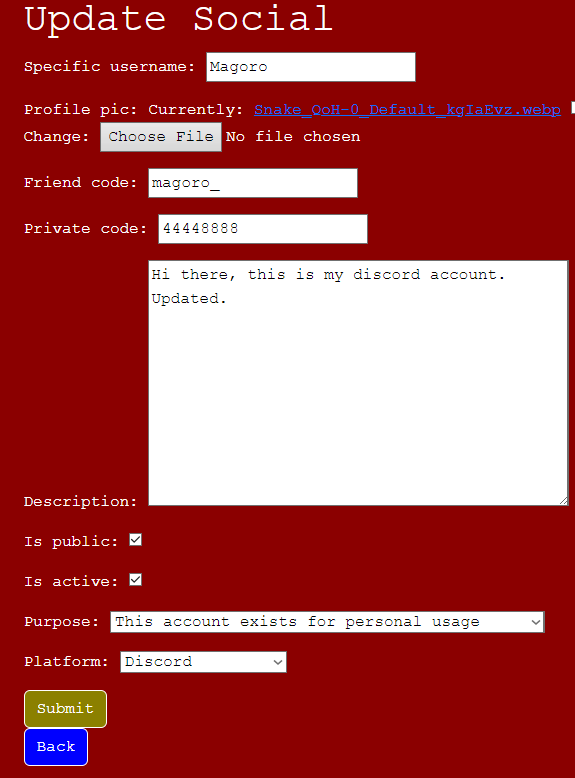 Update Social
Specific username: Magoro
Profile pic: Currently: Snake_QoH-0_Default_kgIaEvz.webp
Change: Choose File No file chosen
Friend code: magoro_
Private code: 44448888
Hi there, this is my discord account.
Updated.
Description:
Is public:
Is active:
Purpose: This account exists for personal usage
Platform: Discord
Submit
Back